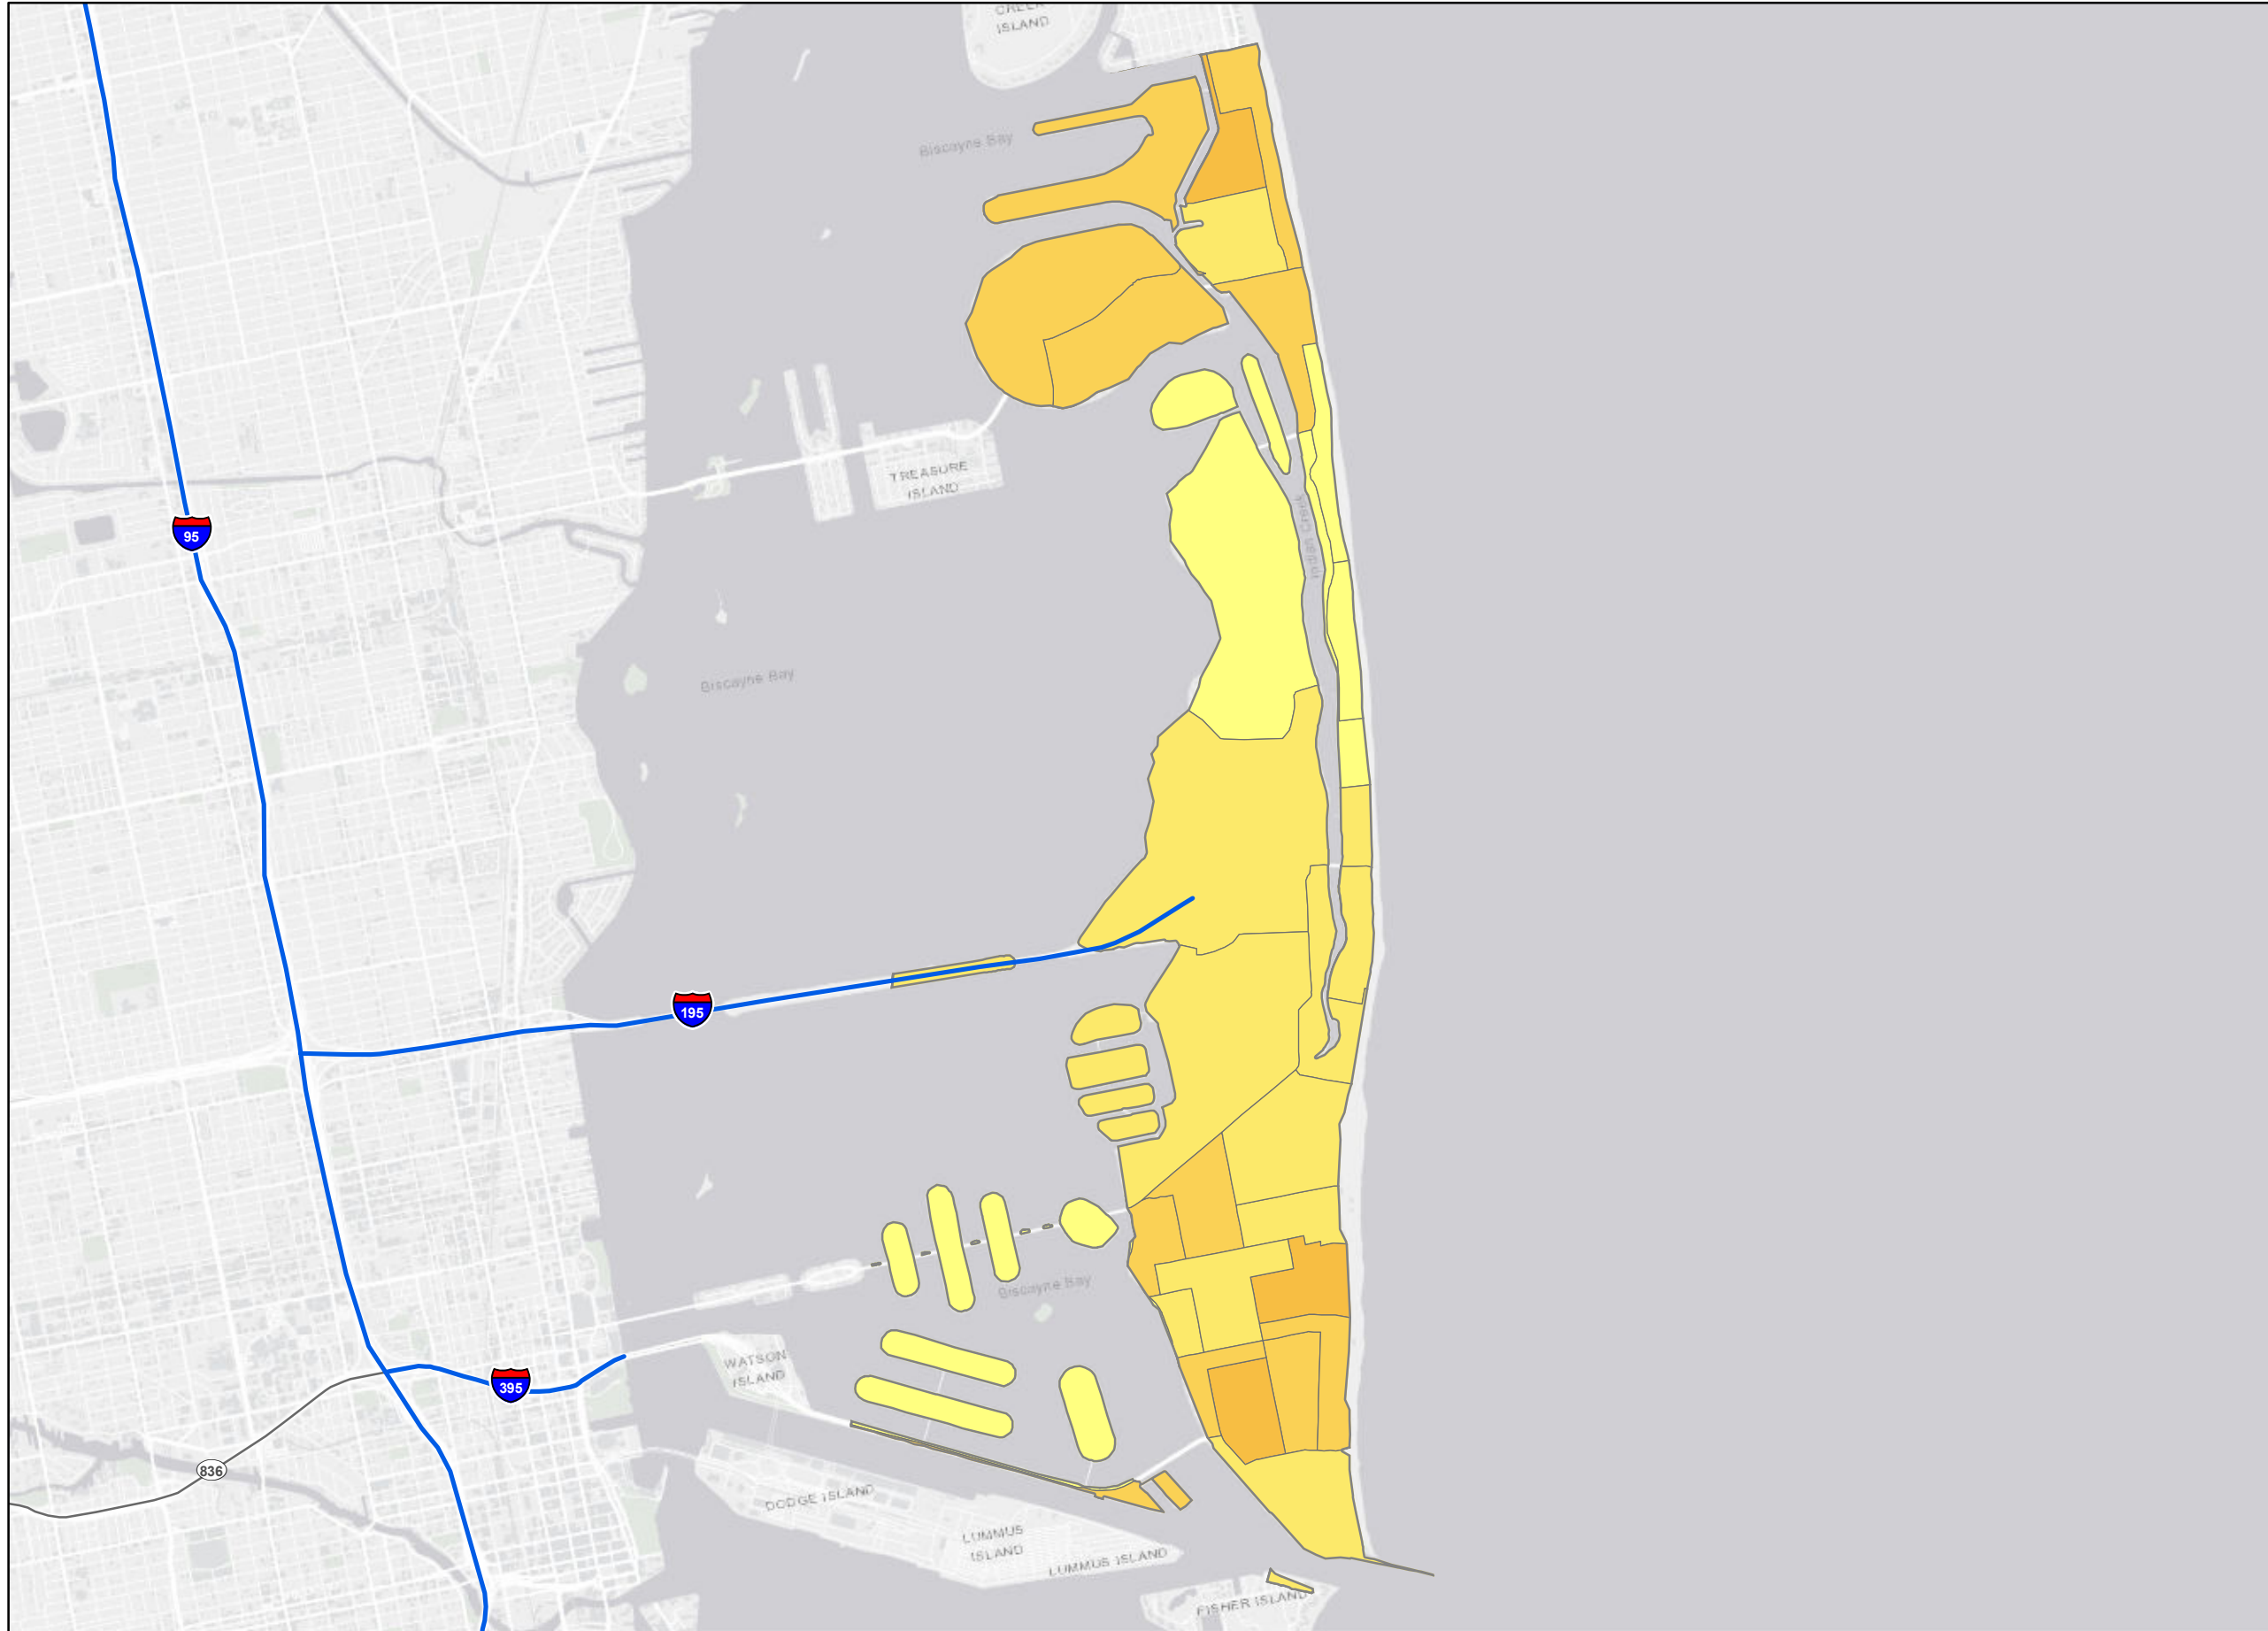 CREEK
ISLAND
Biscayne Bay
TREASURE
ISLAND
Indian Creek
95
Biscayne Bay
195
Biscayne Bay
WATSON
ISLAND
395
836
DODGE ISLAND
LUMMUS
ISLAND
LUMMUS ISLAND
FISHER ISLAND